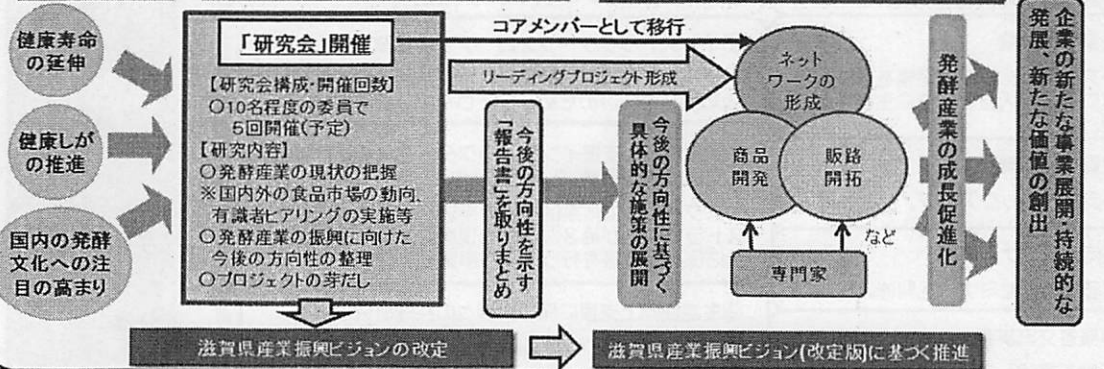 健康寿命
の延伸
健康しが
の推進
国内の発酵
文化への注
目の高まり
「研究会」開催
【研究会構成・開催回数】
○10名程度の委員で
5回開催(予定)
【研究内容】
○発酵産業の現状の把握
※国内外の食品市場の動向、
有識者ヒアリングの実施等
○発酵産業の振興に向けた
今後の方向性の整理
○プロジェクトの芽だし
コアメンバーとして移行
リーディングプロジェクト形成
今後の方向性を示す
「報告書」を取りまとめ
今後の方向性に基づく
具体的な施策の展開
ネット
ワークの
形成
商品
開発
販路
開拓
など
専門家
発酵産業の成長促進化
企業の新たな事業展開、持続的な
発展、新たな価値の創出
滋賀県産業振興ビジョンの改定
滋賀県産業振興ビジョン(改定版)に基づく推進